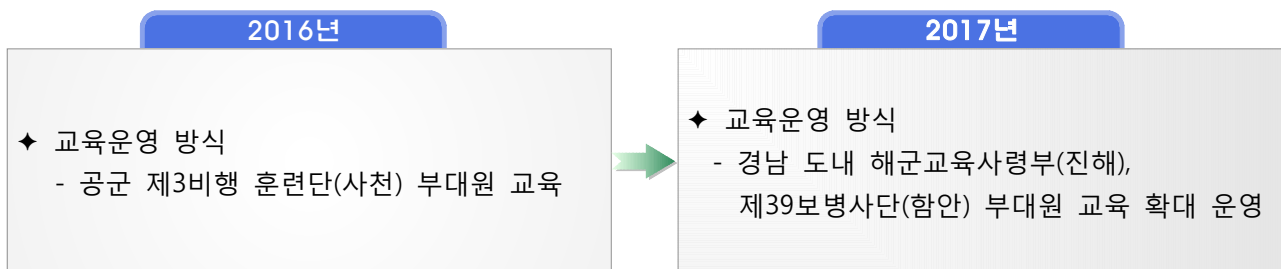 2016년
✦ 교육운영 방식
- 공군 제3비행 훈련단(사천) 부대원 교육
2017년
✦ 교육운영 방식
- 경남 도내 해군교육사령부(진해),
제39보병사단(함안) 부대원 교육 확대 운영